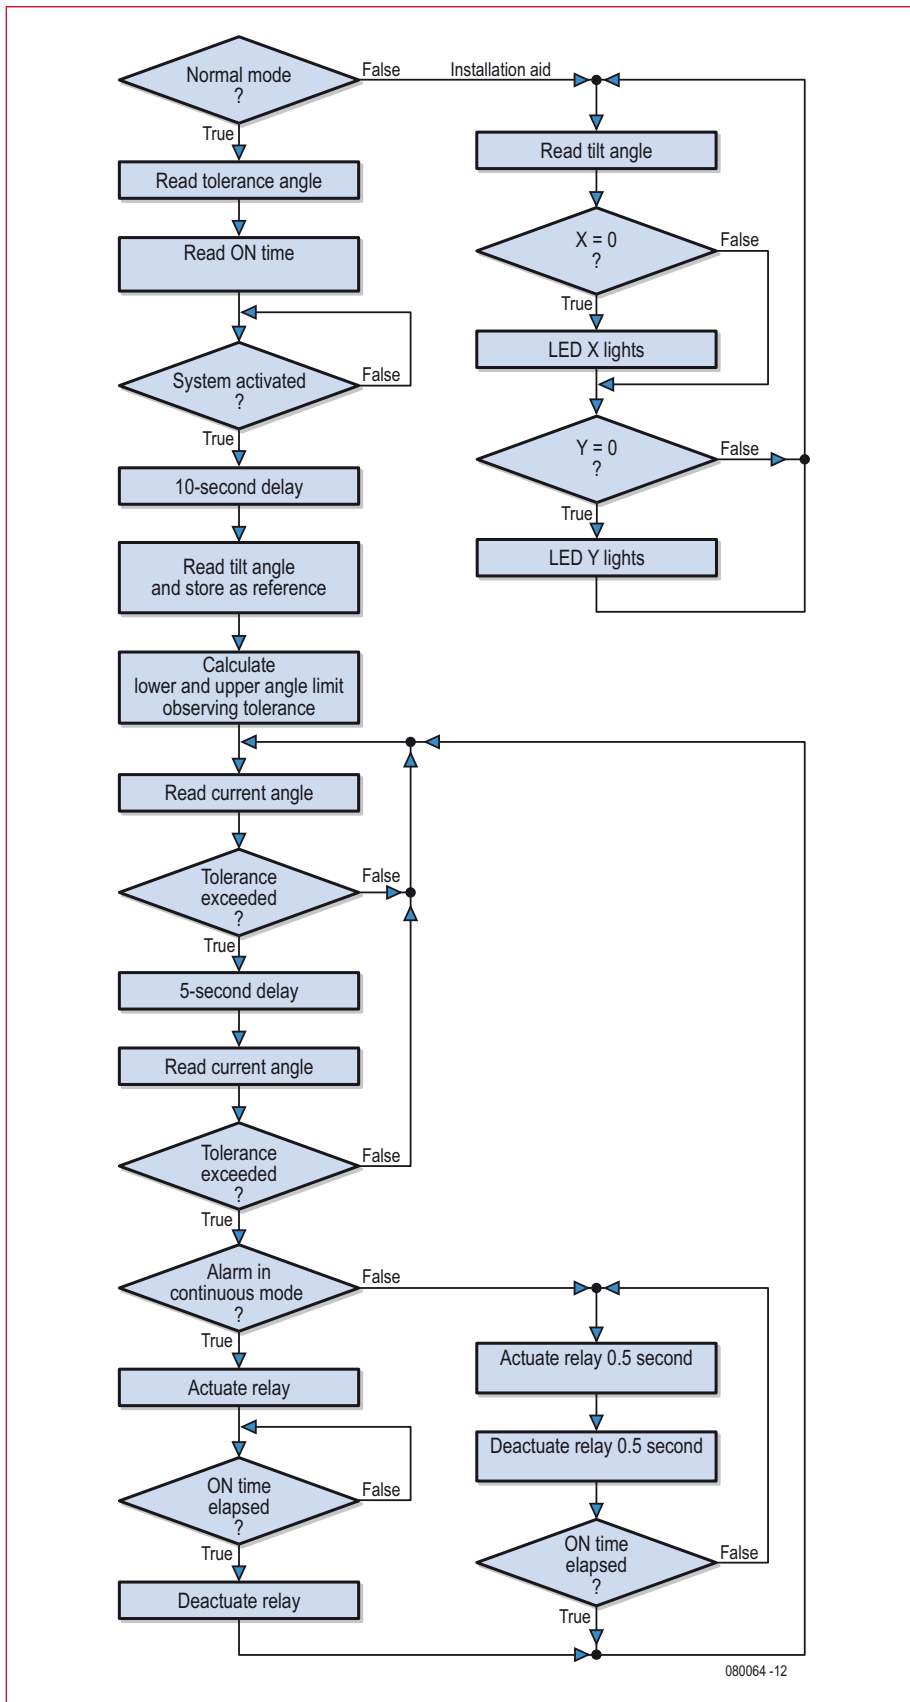 Normal mode
?
False
Installation aid
True
Read tolerance angle
Read ON time
System activated
?
False
True
10-second delay
Read tilt angle
and store as reference
Calculate
lower and upper angle limit
observing tolerance
Read current angle
Tolerance
exceeded
?
False
True
5-second delay
Read current angle
Tolerance
exceeded
?
False
True
Alarm in
continuous mode
?
False
True
Actuate relay
ON time
elapsed
?
False
True
Deactuate relay
Read tilt angle
X = 0
?
False
True
LED X lights
Y = 0
?
False
True
LED Y lights
Actuate relay 0.5 second
Deactuate relay 0.5 second
ON time
elapsed
?
False
True
080064 -12